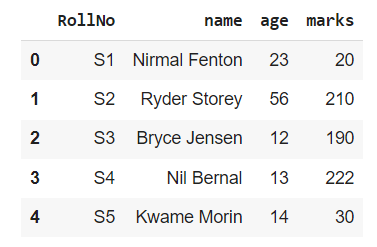 RollNo name age marks
0 S1 Nirmal Fenton 23 20
1 S2 Ryder Storey 56 210
2 S3 Bryce Jensen 12 190
3 S4 Nil Bernal 13 222
4 S5 Kwame Morin 14 30